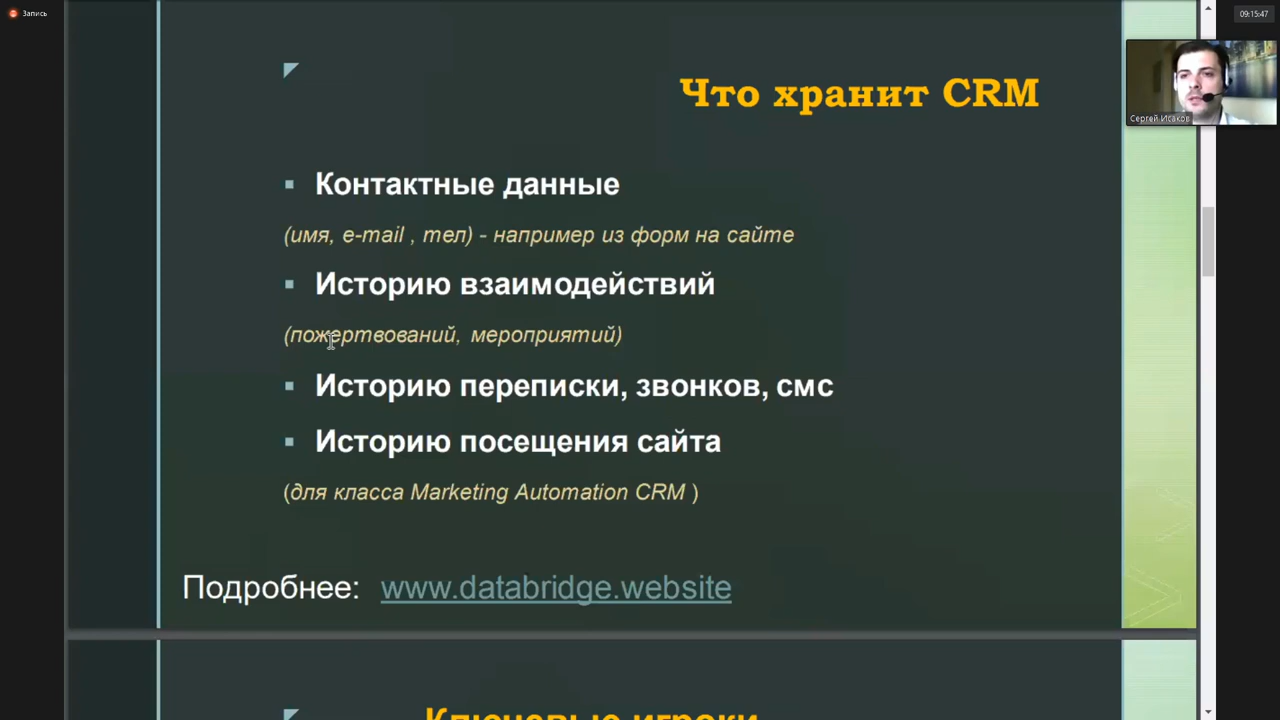 Запись
09:15:47
Что хранит CRM
Сергей Исаков
▪ Контактные данные
(имя, e-mail , тел) - например из форм на сайте
▪ Историю взаимодействий
(пожертвований, мероприятий)
▪ Историю переписки, звонков, смс
▪ Историю посещения сайта
(для класса Marketing Automation CRM )
Подробнее: www.databridge.website
Ключевые игроки